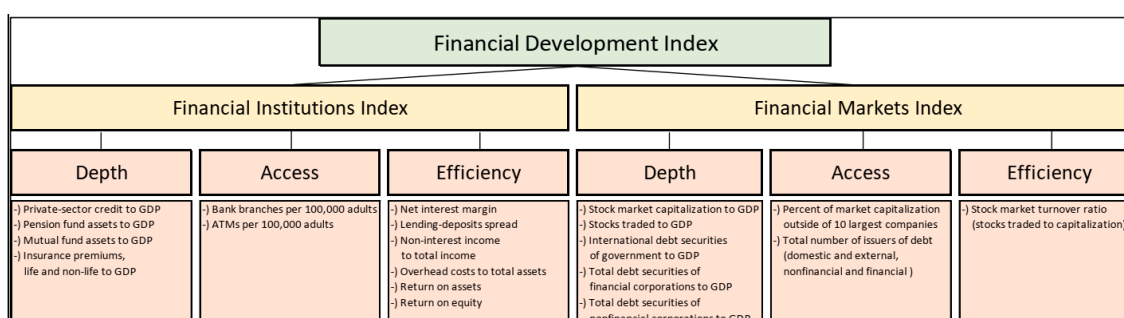 Financial Development Index
Financial Institutions Index
Financial Markets Index
Depth
Access
Efficiency
Depth
Access
Efficiency
-) Private-sector credit to GDP
-) Pension fund assets to GDP
-) Mutual fund assets to GDP
-) Insurance premiums,
life and non-life to GDP
-) Bank branches per 100,000 adults
-) ATMs per 100,000 adults
-) Net interest margin
-) Lending-deposits spread
-) Non-interest income
to total income
-) Overhead costs to total assets
-) Return on assets
-) Return on equity
-) Stock market capitalization to GDP
-) Stocks traded to GDP
-) International debt securities
of government to GDP
-) Total debt securities of
financial corporations to GDP
-) Total debt securities of
nonfinancial corporations to GDP
-) Percent of market capitalization
outside of 10 largest companies
-) Total number of issuers of debt
(domestic and external,
nonfinancial and financial )
-) Stock market turnover ratio
(stocks traded to capitalization)